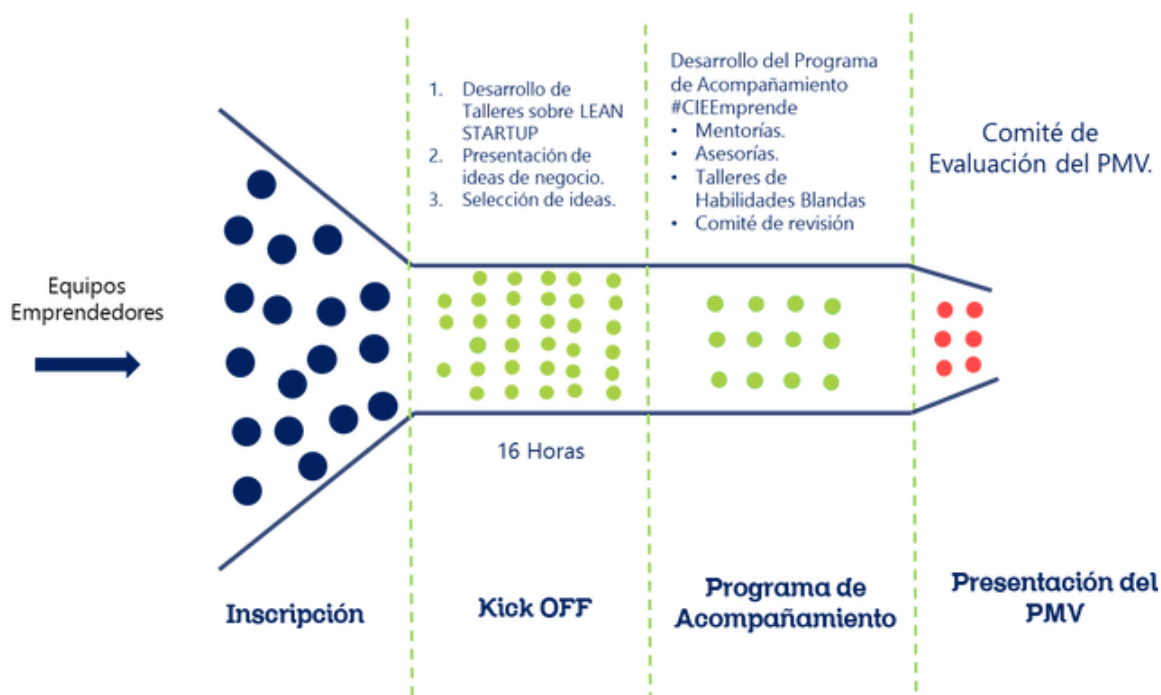 Equipos
Emprendedores
1. Desarrollo de
Talleres sobre LEAN
STARTUP
2. Presentación de
ideas de negocio.
3. Selección de ideas.
Desarrollo del Programa
de Acompañamiento
#CIEEmprende
• Mentorías.
• Asesorías.
• Talleres de
Habilidades Blandas
• Comité de revisión
Comité de
Evaluación del PMV.
16 Horas
Inscripción
Kick OFF
Programa de
Acompañamiento
Presentación del
PMV